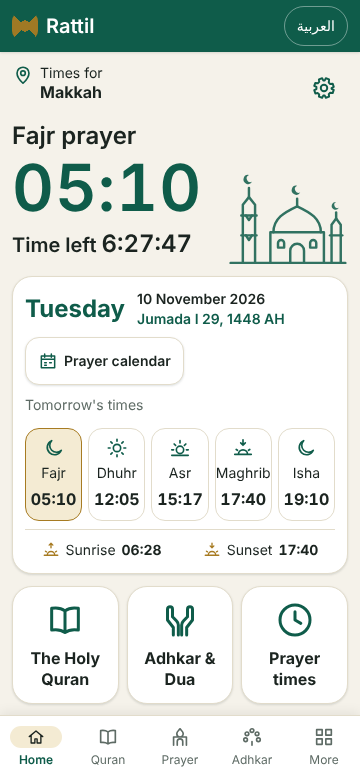 Rattil
العربية
Times for
Makkah
Fajr prayer
05:10
Time left 6:27:47
Tuesday
10 November 2026
Jumada I 29, 1448 AH
Prayer calendar
Tomorrow's times
Fajr Dhuhr Asr Maghrib Isha
05:10 12:05 15:17 17:40 19:10
Sunrise 06:28 Sunset 17:40
The Holy Quran
Adhkar & Dua
Prayer times
Home Quran Prayer Adhkar More